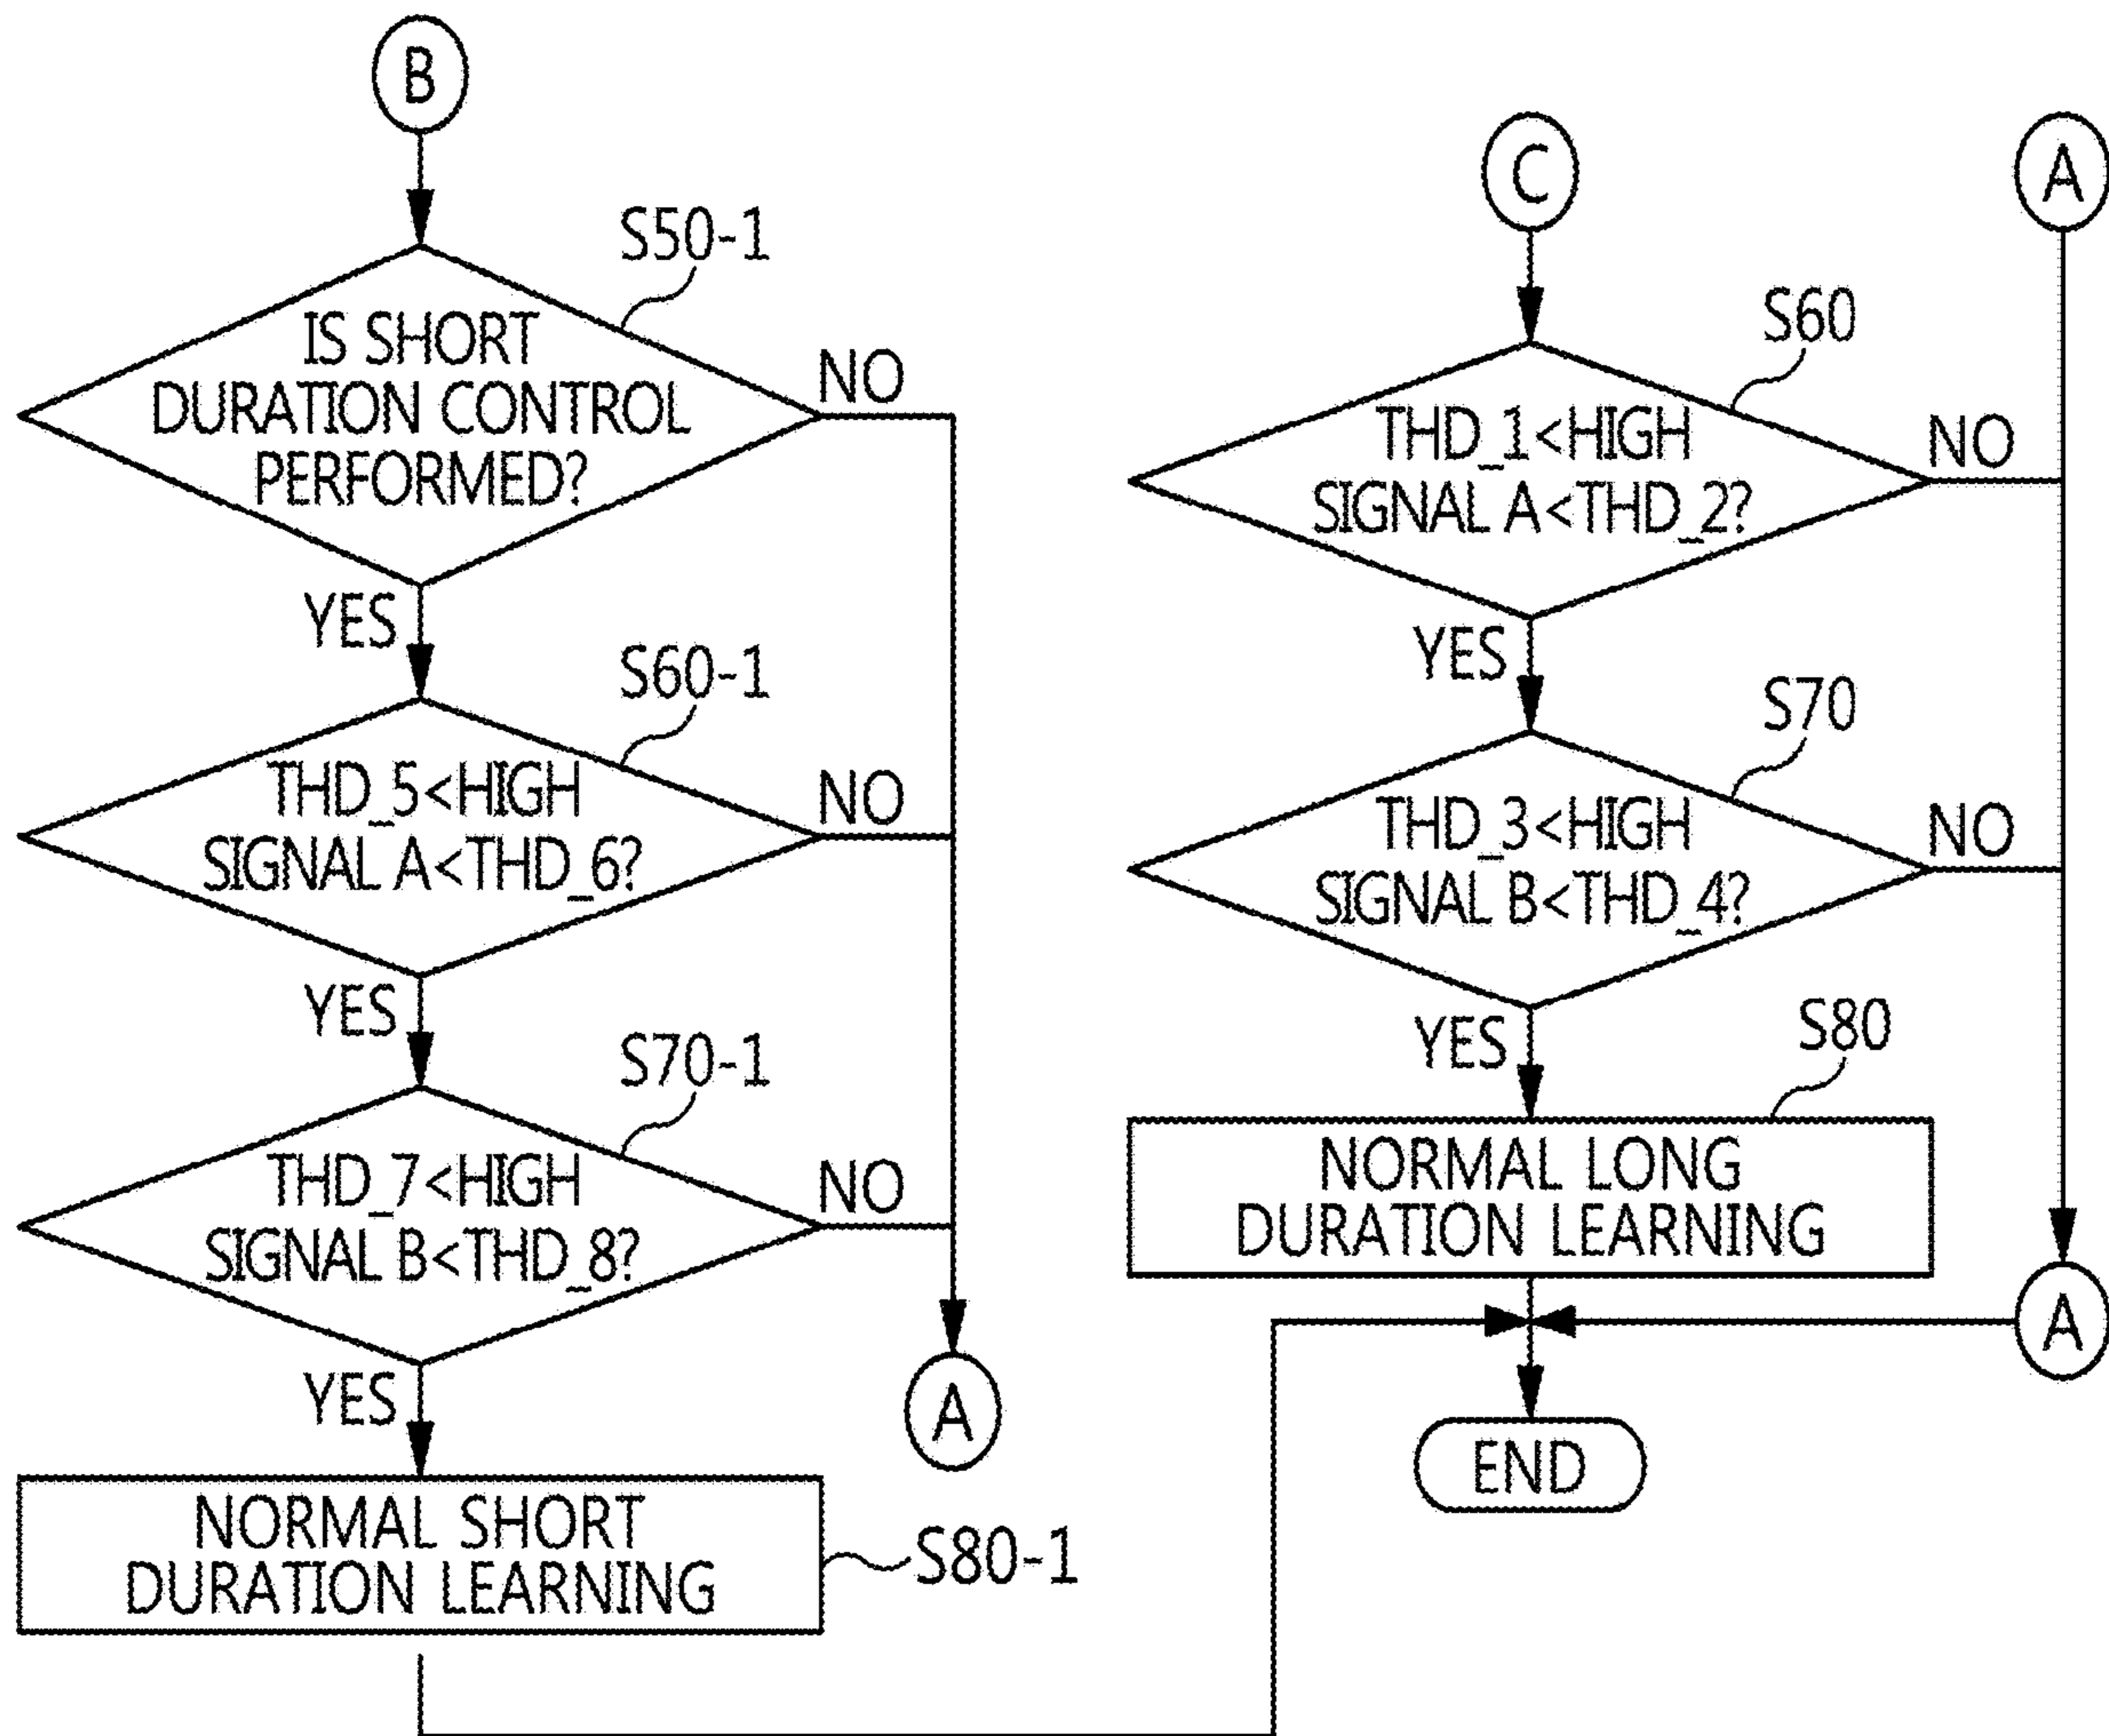 B
S50-1
IS SHORT
DURATION CONTROL
PERFORMED?
NO
YES
S60-1
THD_5<HIGH
SIGNAL A<THD_6?
NO
YES
S70-1
THD_7<HIGH
SIGNAL B<THD_8?
NO
YES
A
NORMAL SHORT
DURATION LEARNING
S80-1
C
A
S60
THD_1<HIGH
SIGNAL A<THD_2?
NO
YES
S70
THD_3<HIGH
SIGNAL B<THD_4?
NO
YES
S80
NORMAL LONG
DURATION LEARNING
A
END